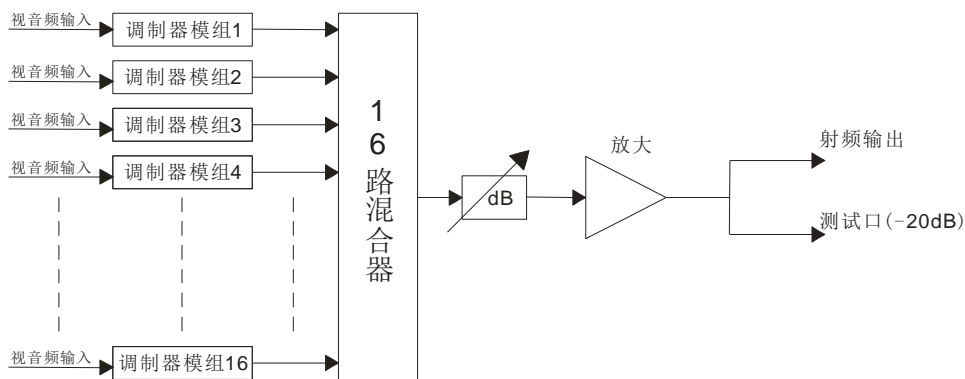 视音频输入
调制器模组1
视音频输入
调制器模组2
视音频输入
调制器模组3
视音频输入
调制器模组4
视音频输入
调制器模组16
16路混合器
dB
放大
射频输出
测试口(-20dB)